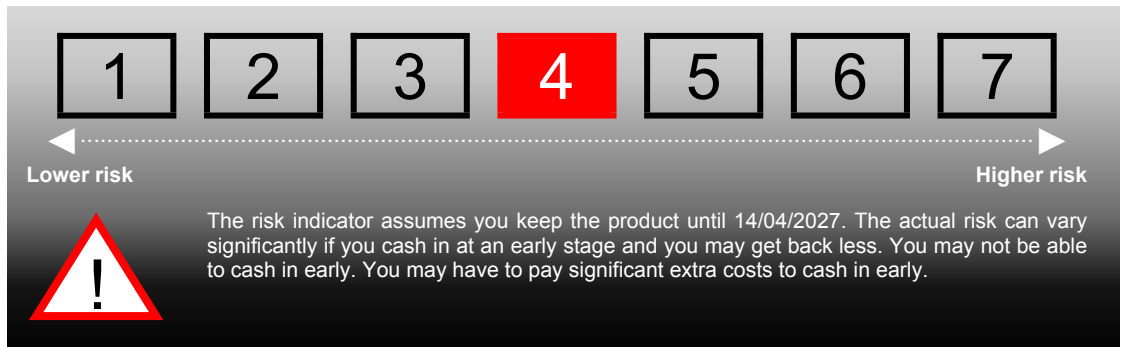 1 2 3 4 5 6 7
Lower risk Higher risk
The risk indicator assumes you keep the product until 14/04/2027. The actual risk can vary
significantly if you cash in at an early stage and you may get back less. You may not be able
to cash in early. You may have to pay significant extra costs to cash in early.
!